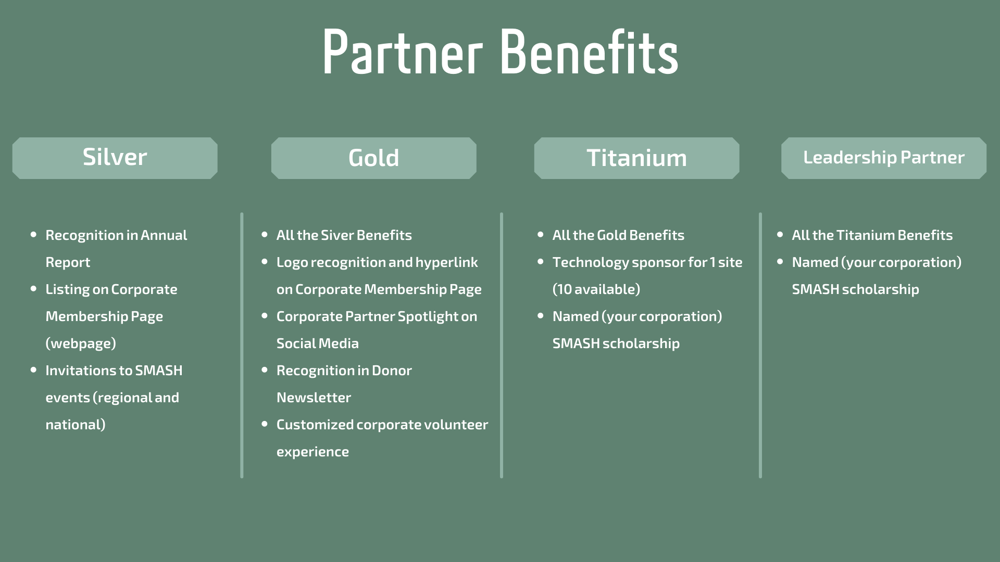 Partner Benefits
Silver
Recognition in Annual
Report
Listing on Corporate
Membership Page
(webpage)
Invitations to SMASH
events (regional and
national)
Gold
All the Siver Benefits
Logo recognition and hyperlink
on Corporate Membership Page
Corporate Partner Spotlight on
Social Media
Recognition in Donor
Newsletter
Customized corporate volunteer
experience
Titanium
All the Gold Benefits
Technology sponsor for 1 site
(10 available)
Named (your corporation)
SMASH scholarship
Leadership Partner
All the Titanium Benefits
Named (your corporation)
SMASH scholarship